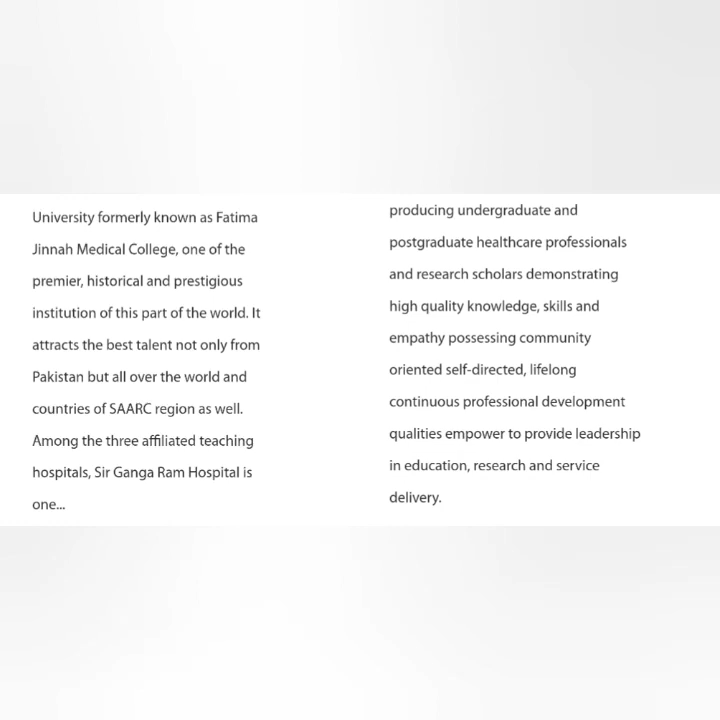 University formerly known as Fatima
Jinnah Medical College, one of the
premier, historical and prestigious
institution of this part of the world. It
attracts the best talent not only from
Pakistan but all over the world and
countries of SAARC region as well.
Among the three affiliated teaching
hospitals, Sir Ganga Ram Hospital is
one...
producing undergraduate and
postgraduate healthcare professionals
and research scholars demonstrating
high quality knowledge, skills and
empathy possessing community
oriented self-directed, lifelong
continuous professional development
qualities empower to provide leadership
in education, research and service
delivery.